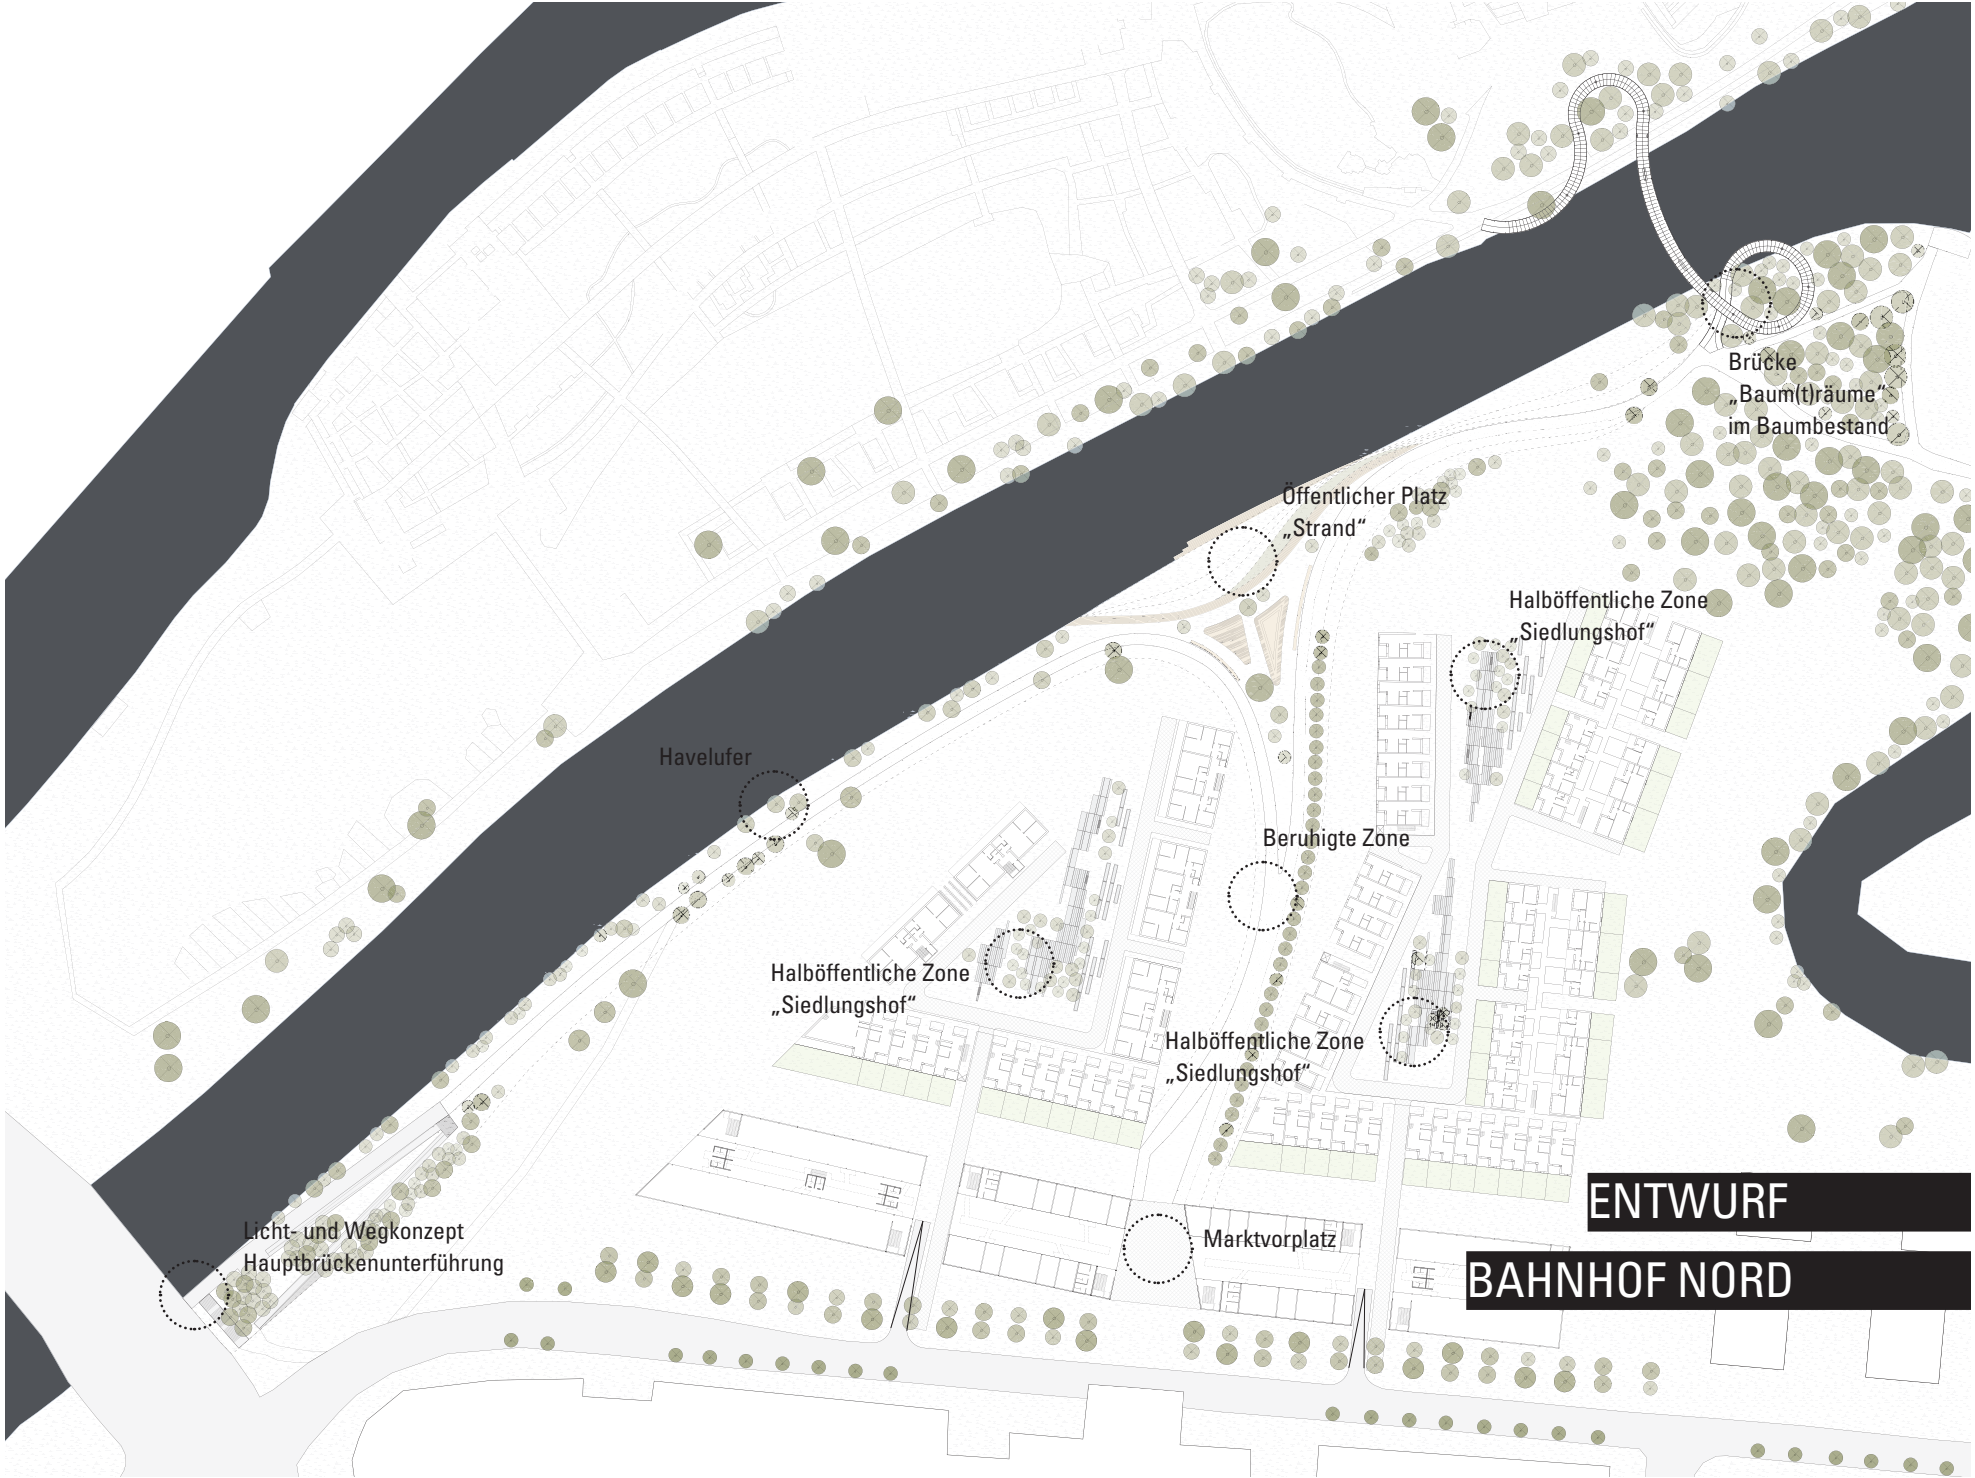 Brücke
„Baum(t)räume“
im Baumbestand
Öffentlicher Platz
„Strand“
Halböffentliche Zone
„Siedlungshof“
Havelufer
Beruhigte Zone
Halböffentliche Zone
„Siedlungshof“
Halböffentliche Zone
„Siedlungshof“
Licht- und Wegkonzept
Hauptbrückenunterführung
Marktvorplatz
ENTWURF
BAHNHOF NORD